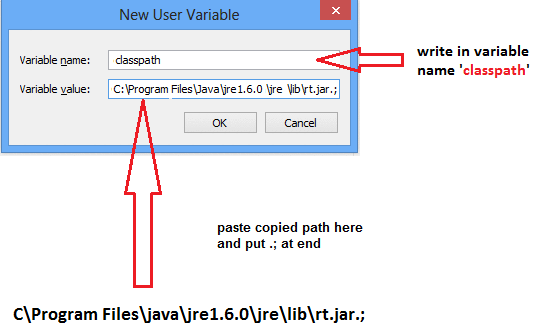 New User Variable
write in variable
name 'classpath'
Variable name:
classpath
Variable value:
C:\Program Files\Java\jre1.6.0 \jre \lib\rt.jar.;
OK
Cancel
paste copied path here
and put .; at end
C\Program Files\java\jre1.6.0\jre\lib\rt.jar.;